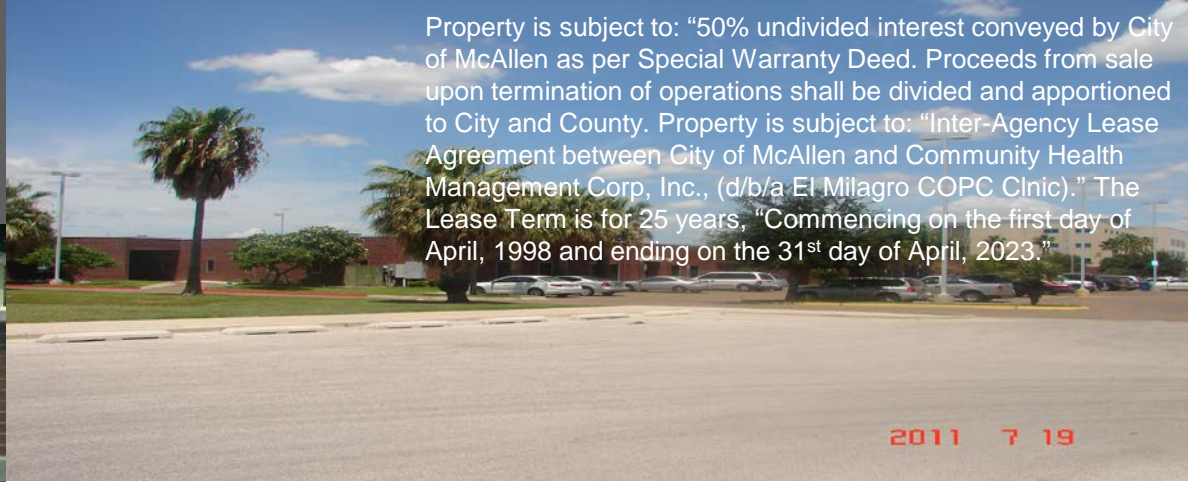 Property is subject to: “50% undivided interest conveyed by City
of McAllen as per Special Warranty Deed. Proceeds from sale
upon termination of operations shall be divided and apportioned
to City and County. Property is subject to: “Inter-Agency Lease
Agreement between City of McAllen and Community Health
Management Corp, Inc., (d/b/a El Milagro COPC Clnic).” The
Lease Term is for 25 years, “Commencing on the first day of
April, 1998 and ending on the 31st day of April, 2023.”
2011 7 19